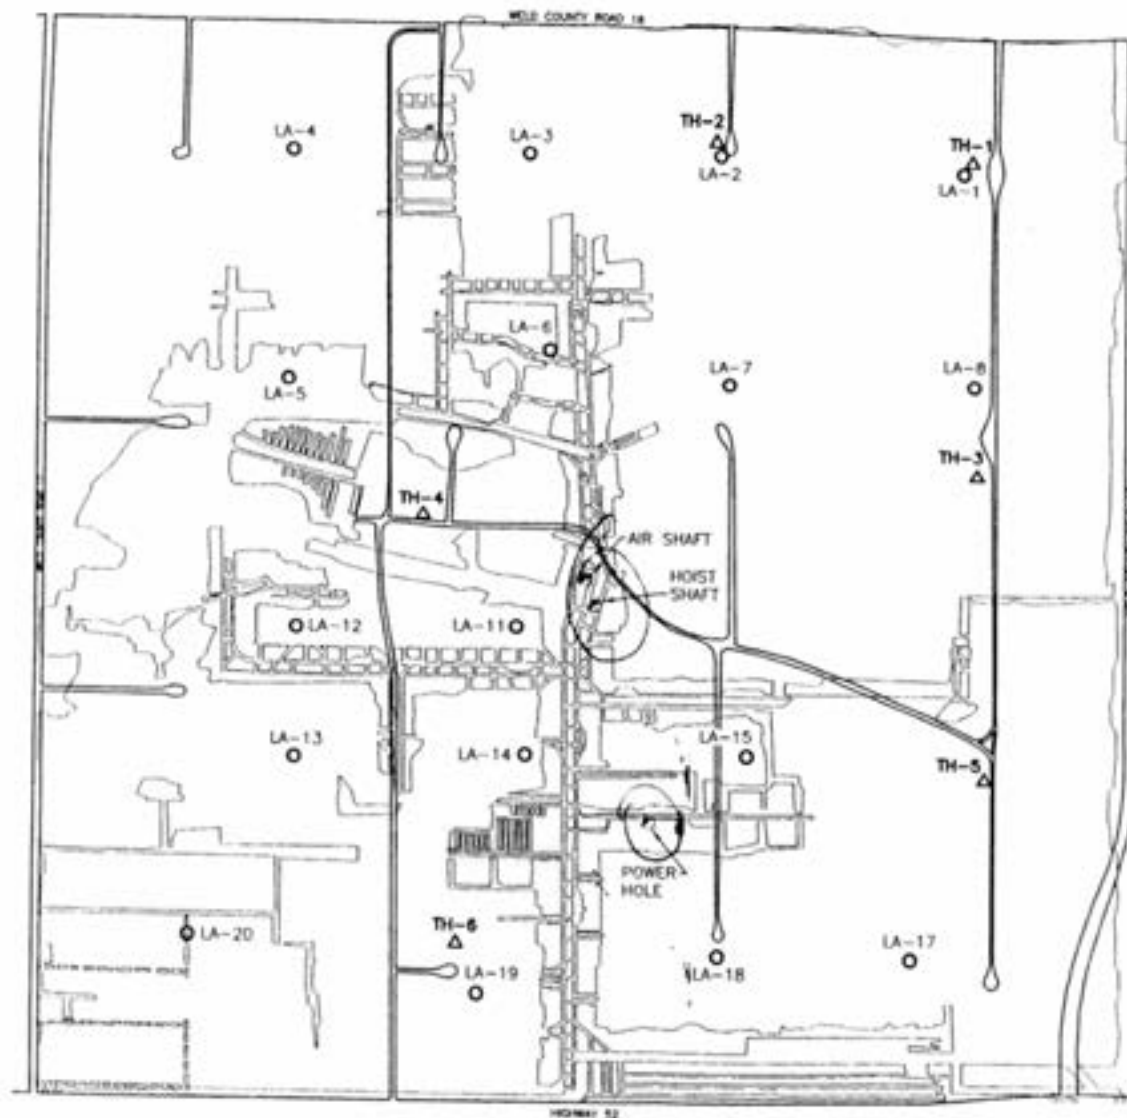 WELD COUNTY ROAD 18
LA-4
LA-3
TH-2
LA-2
TH-1
LA-1
LA-6
LA-5
LA-7
LA-8
TH-3
TH-4
AIR SHAFT
HOIST
SHAFT
LA-12
LA-11
LA-13
LA-14
LA-15
TH-5
POWER
HOLE
LA-20
TH-6
LA-19
LA-18
LA-17
HIGHWAY 52